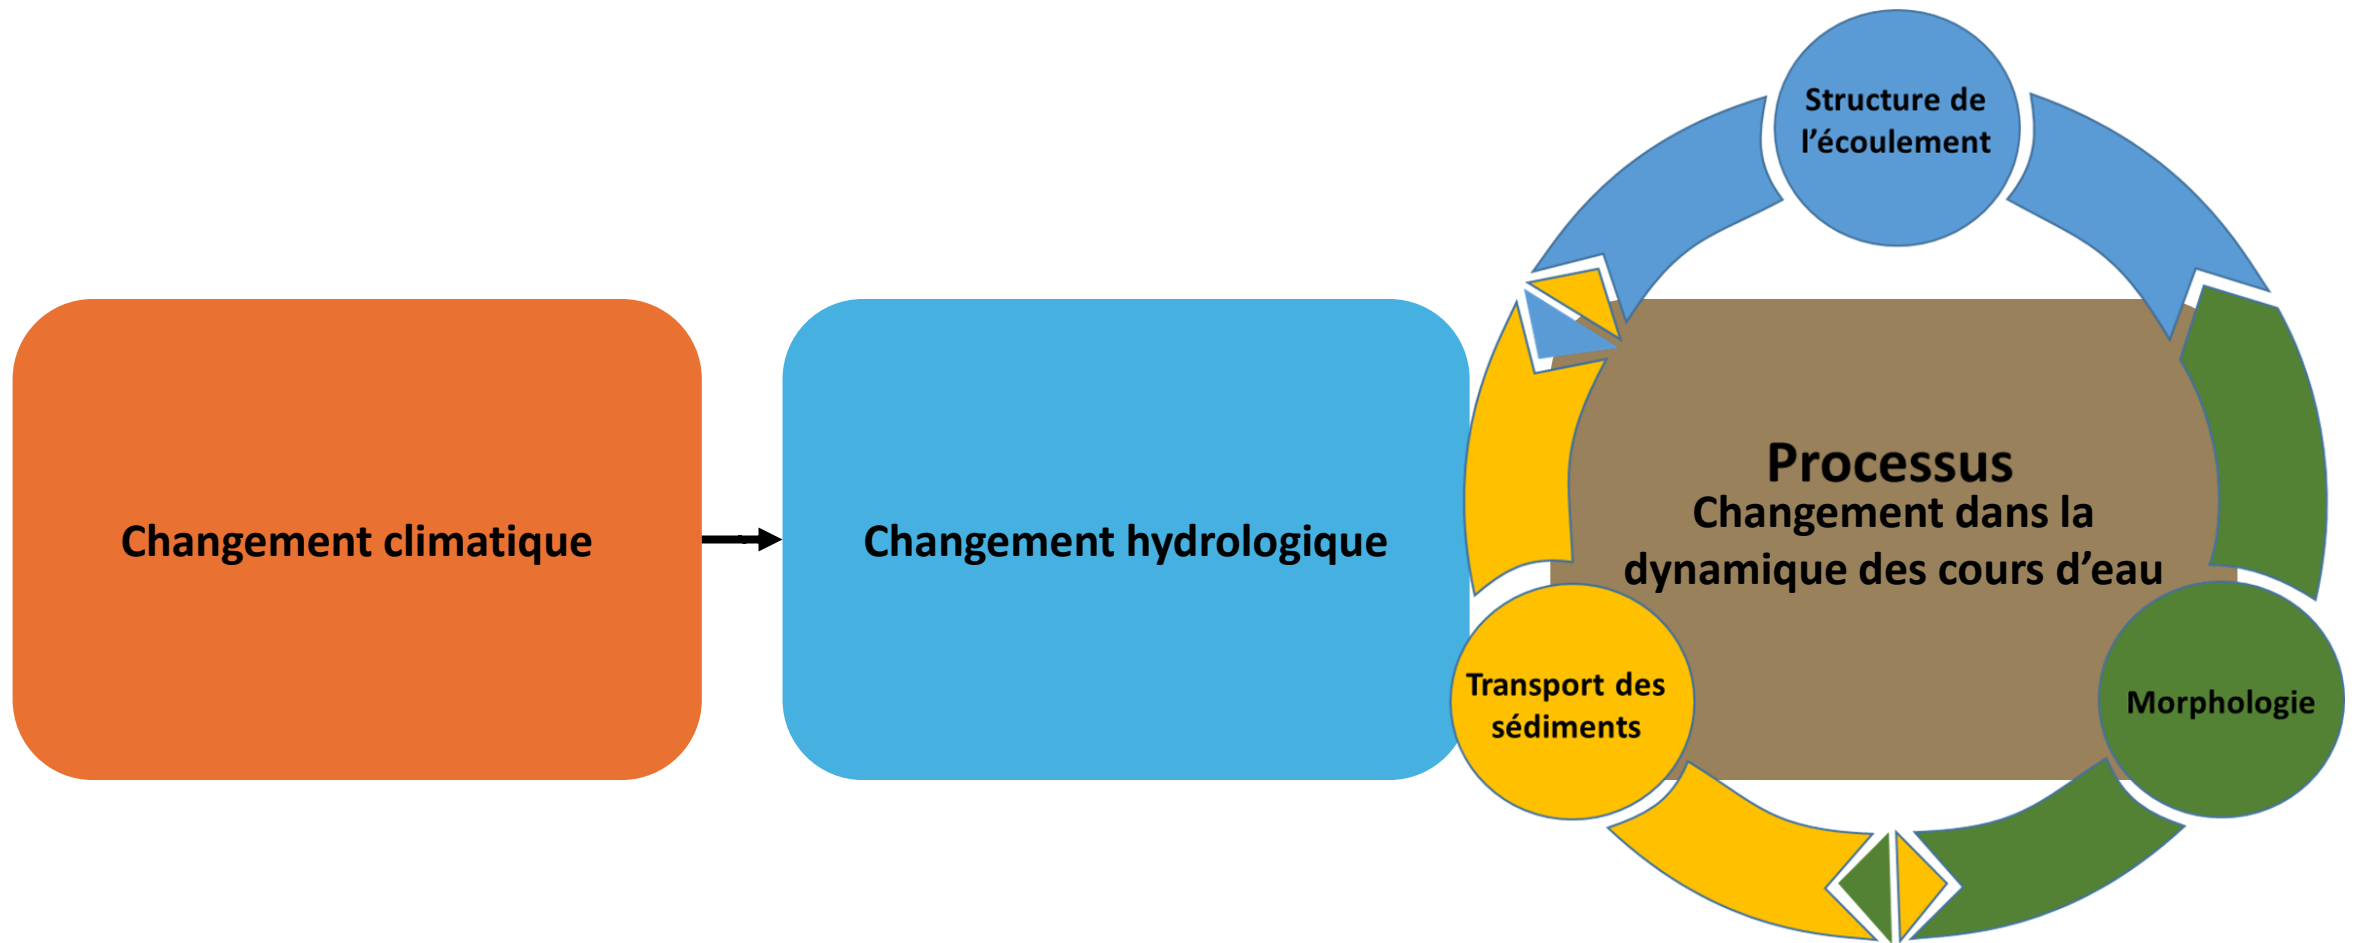 Changement climatique
Changement hydrologique
Structure de
l’écoulement
Processus
Changement dans la
dynamique des cours d’eau
Transport des
sédiments
Morphologie